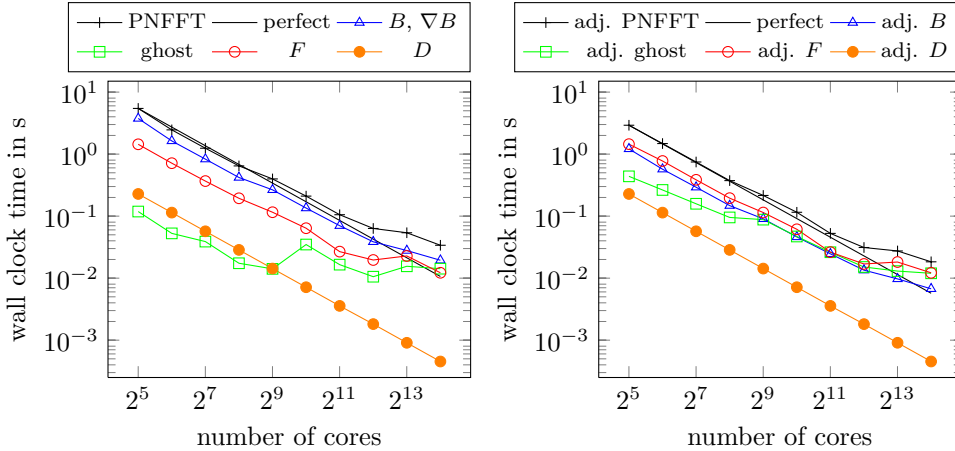 PNFFT perfect B, ∇B
ghost F D
adj. PNFFT perfect adj. B
adj. ghost adj. F adj. D
wall clock time in s
10^1
10^0
10^−1
10^−2
10^−3
2^5 2^7 2^9 2^11 2^13
number of cores
wall clock time in s
10^1
10^0
10^−1
10^−2
10^−3
2^5 2^7 2^9 2^11 2^13
number of cores